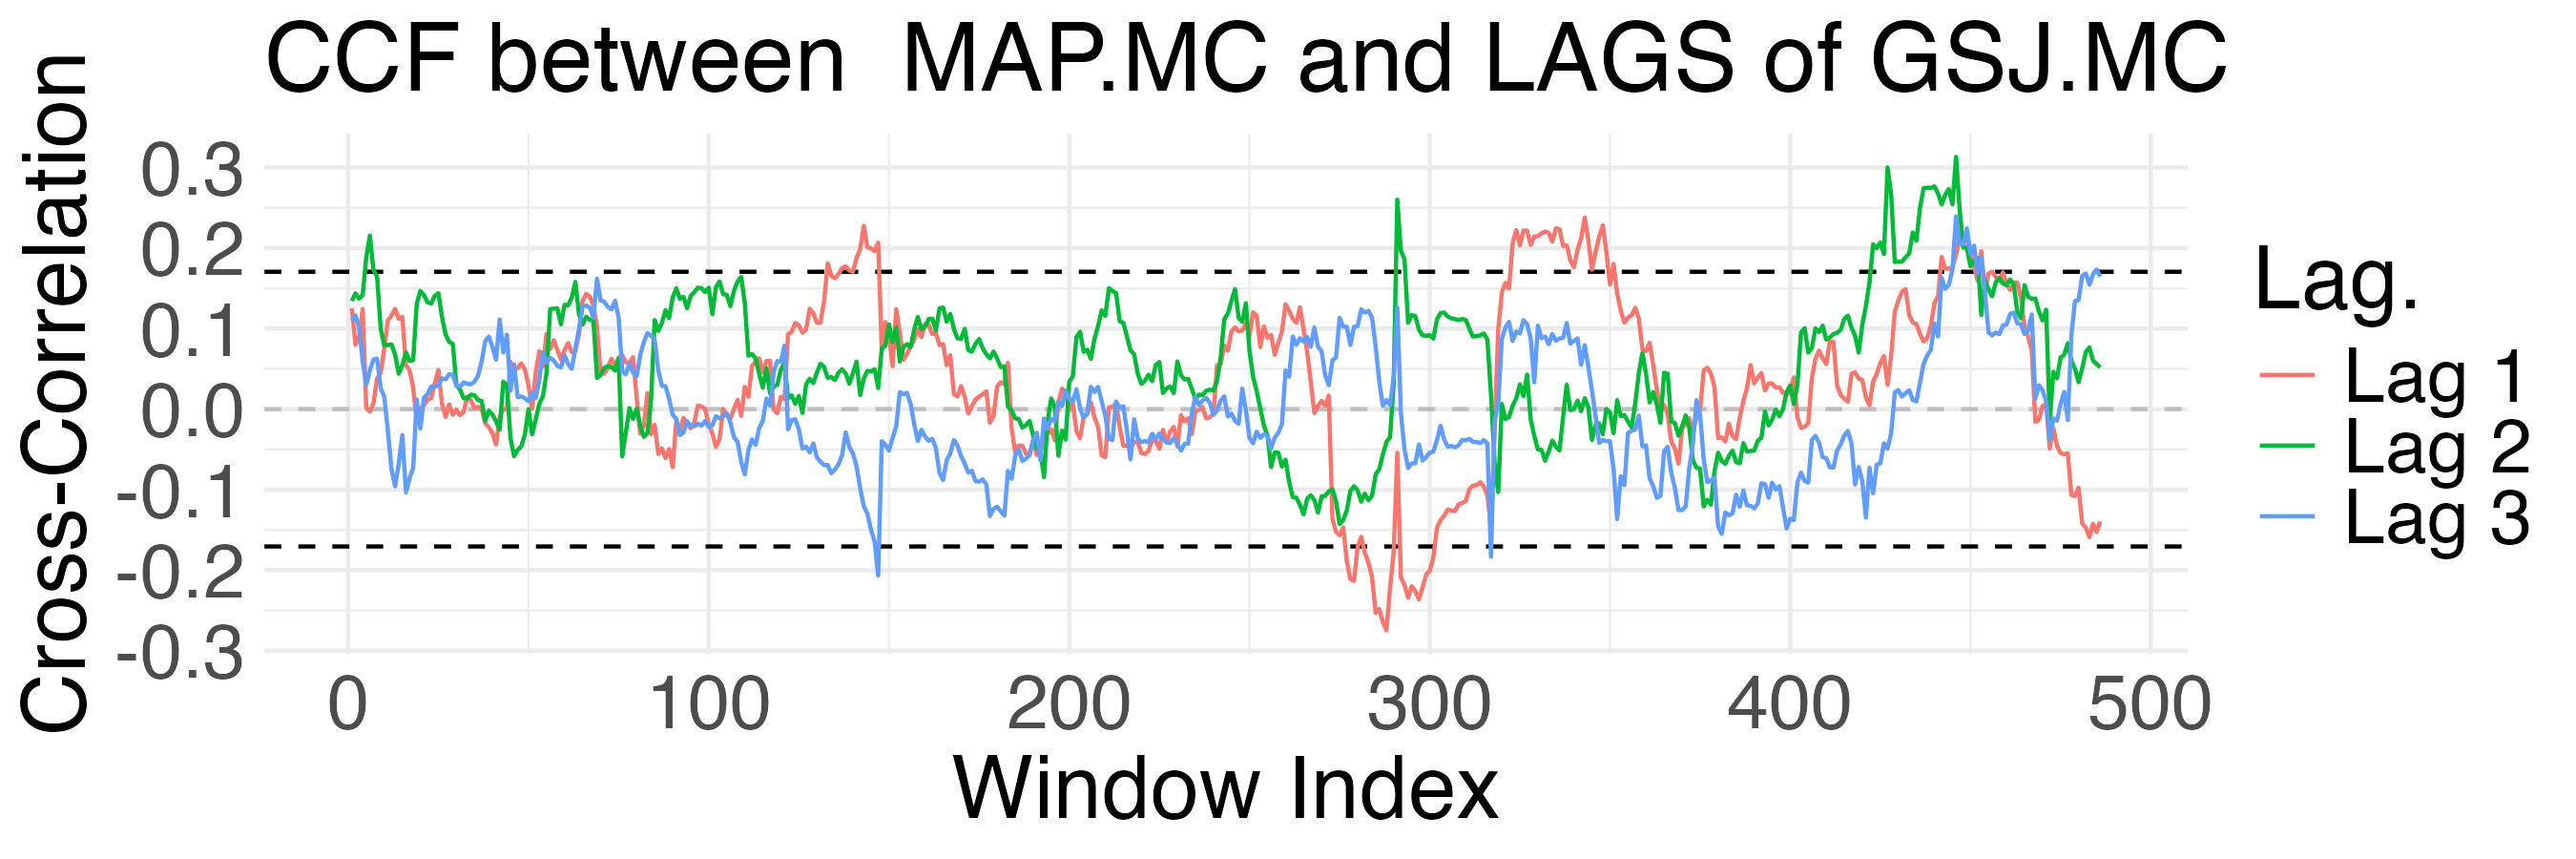 CCF between  MAP.MC and LAGS of GSJ.MC
Cross-Correlation
0.3
0.2
0.1
0.0
-0.1
-0.2
-0.3
0 100 200 300 400 500
Window Index
Lag.
Lag 1
Lag 2
Lag 3